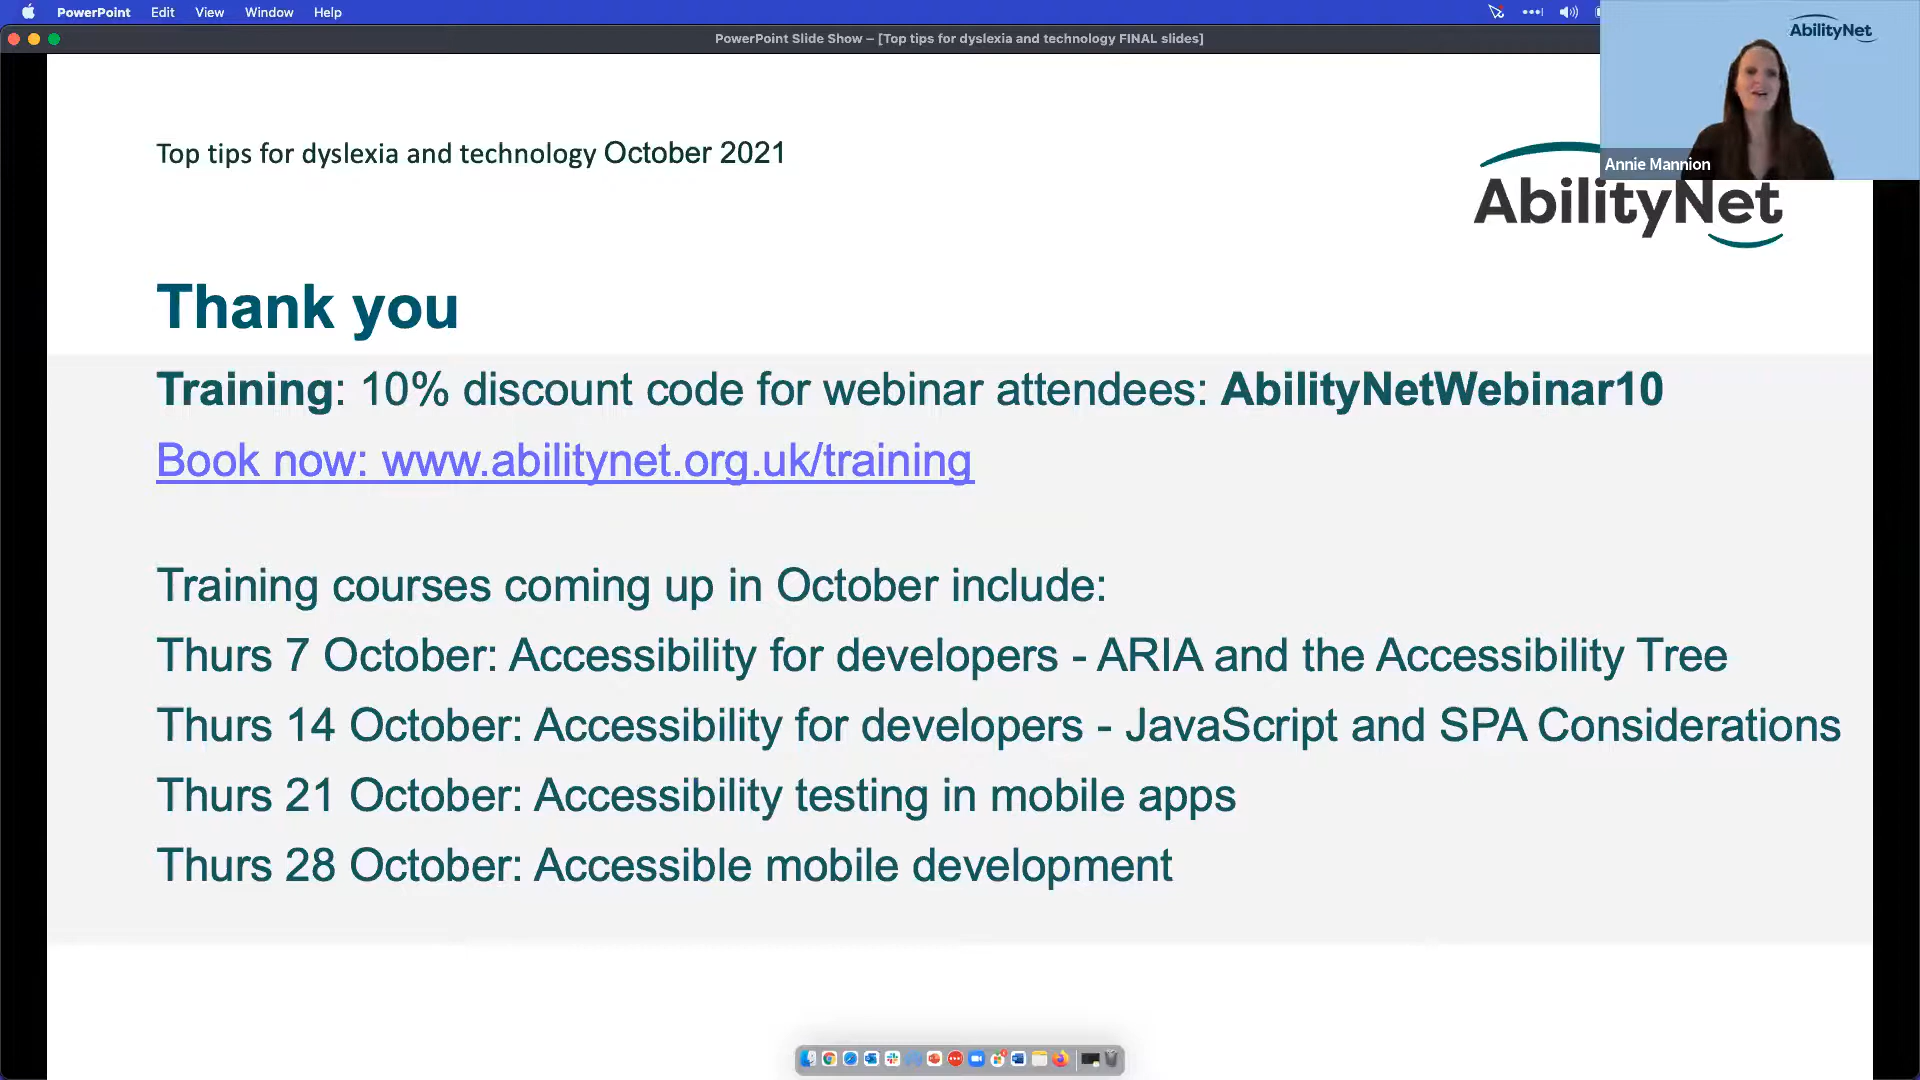 PowerPoint Edit View Window Help
PowerPoint Slide Show – [Top tips for dyslexia and technology FINAL slides]
AbilityNet
Annie Mannion
Top tips for dyslexia and technology October 2021
AbilityNet
Thank you
Training: 10% discount code for webinar attendees: AbilityNetWebinar10
Book now: www.abilitynet.org.uk/training
Training courses coming up in October include:
Thurs 7 October: Accessibility for developers - ARIA and the Accessibility Tree
Thurs 14 October: Accessibility for developers - JavaScript and SPA Considerations
Thurs 21 October: Accessibility testing in mobile apps
Thurs 28 October: Accessible mobile development